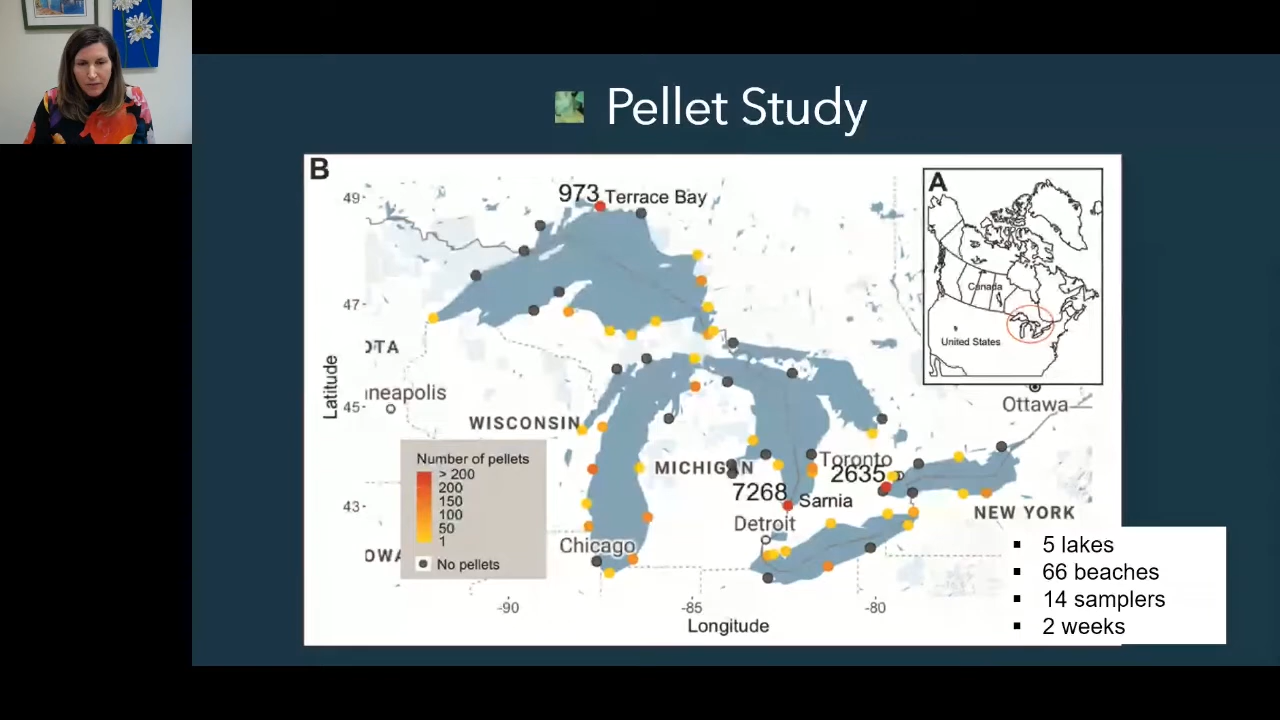 Pellet Study
B
49
973 Terrace Bay
47
Latitude
OTA
nneapolis
45
WISCONSIN
Number of pellets
> 200
200
150
100
50
1
No pellets
43
OWA
Chicago
MICHIGAN
7268 Sarnia
Detroit
Toronto
2635
NEW YORK
Ottawa
A
Canada
United States
-90
-85
-80
Longitude
▪ 5 lakes
▪ 66 beaches
▪ 14 samplers
▪ 2 weeks